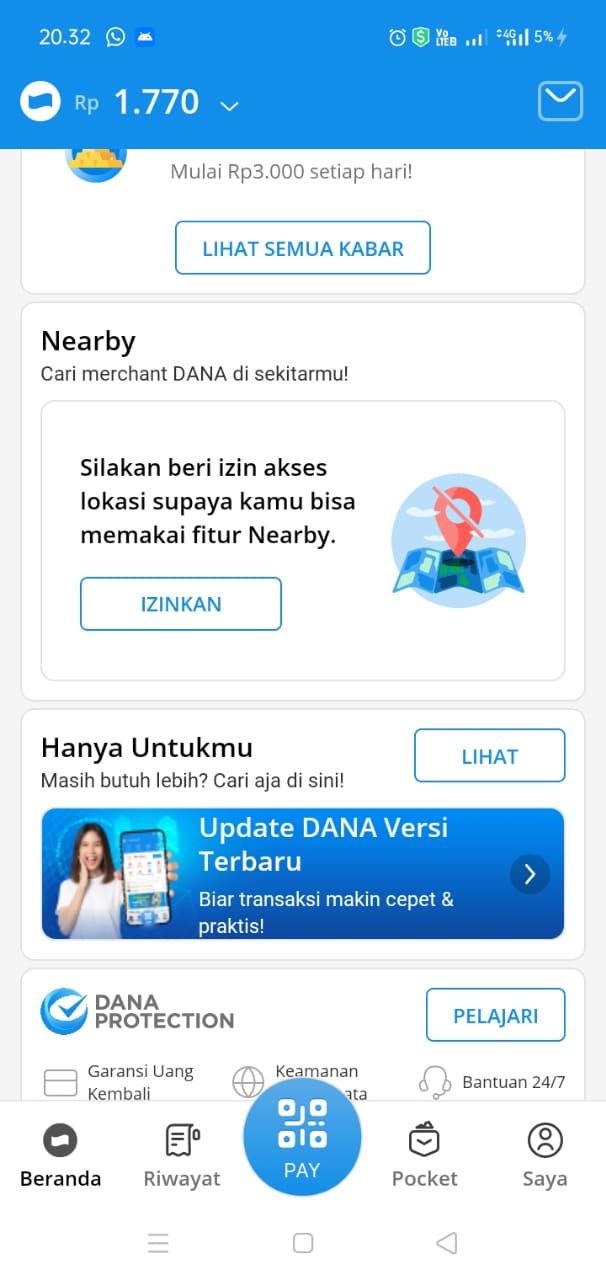 20.32
Vo
LTE2
4G
5%
Rp 1.770
Mulai Rp3.000 setiap hari!
LIHAT SEMUA KABAR
Nearby
Cari merchant DANA di sekitarmu!
Silakan beri izin akses
lokasi supaya kamu bisa
memakai fitur Nearby.
IZINKAN
Hanya Untukmu
LIHAT
Masih butuh lebih? Cari aja di sini!
Update DANA Versi
Terbaru
Biar transaksi makin cepet &
praktis!
DANA
PROTECTION
PELAJARI
Garansi Uang
Kembali
Keamanan
ata
Bantuan 24/7
PAY
Beranda
Riwayat
Pocket
Saya